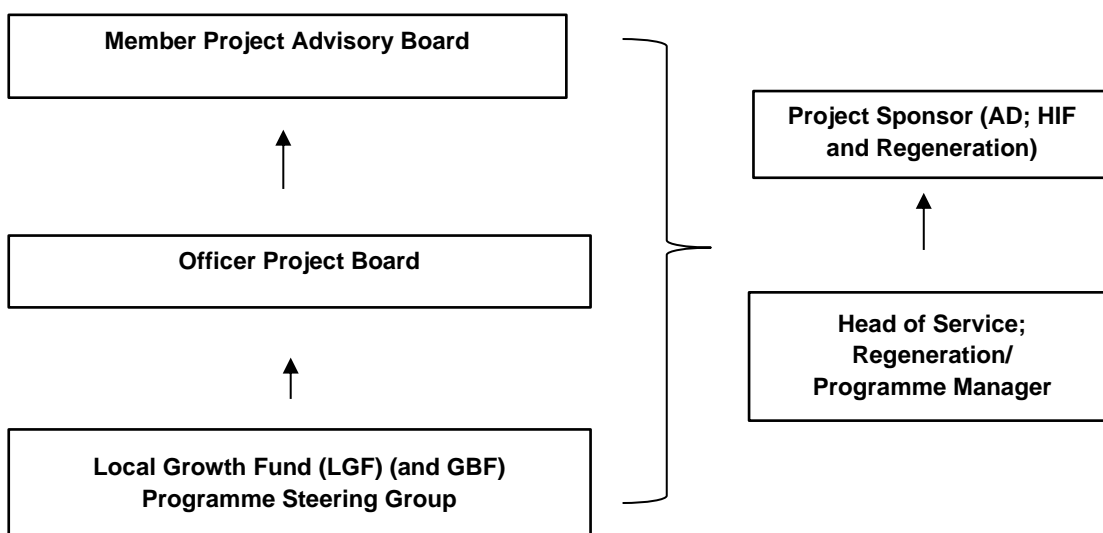 Member Project Advisory Board
Project Sponsor (AD; HIF
and Regeneration)
Officer Project Board
Head of Service;
Regeneration/
Programme Manager
Local Growth Fund (LGF) (and GBF)
Programme Steering Group